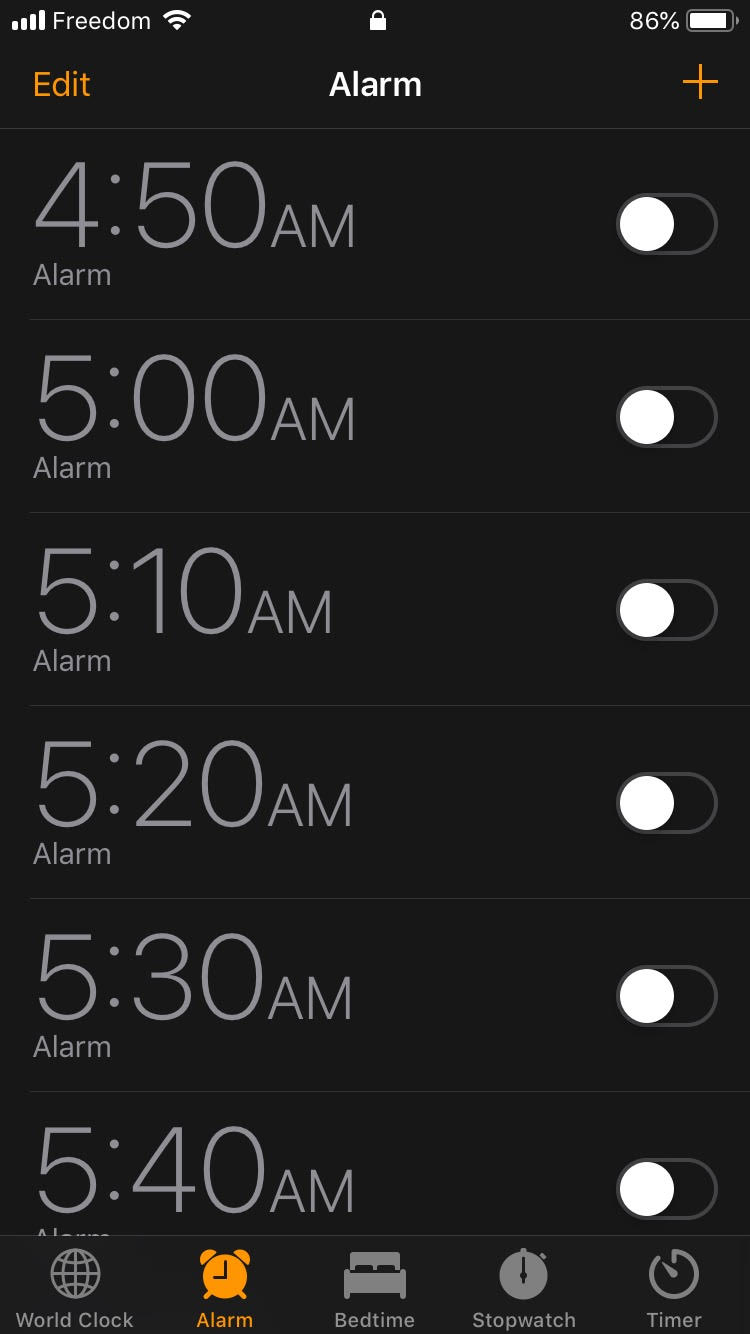 Freedom 86%
Edit Alarm +
4:50AM
Alarm
5:00AM
Alarm
5:10AM
Alarm
5:20AM
Alarm
5:30AM
Alarm
5:40AM
Alarm
World Clock Alarm Bedtime Stopwatch Timer